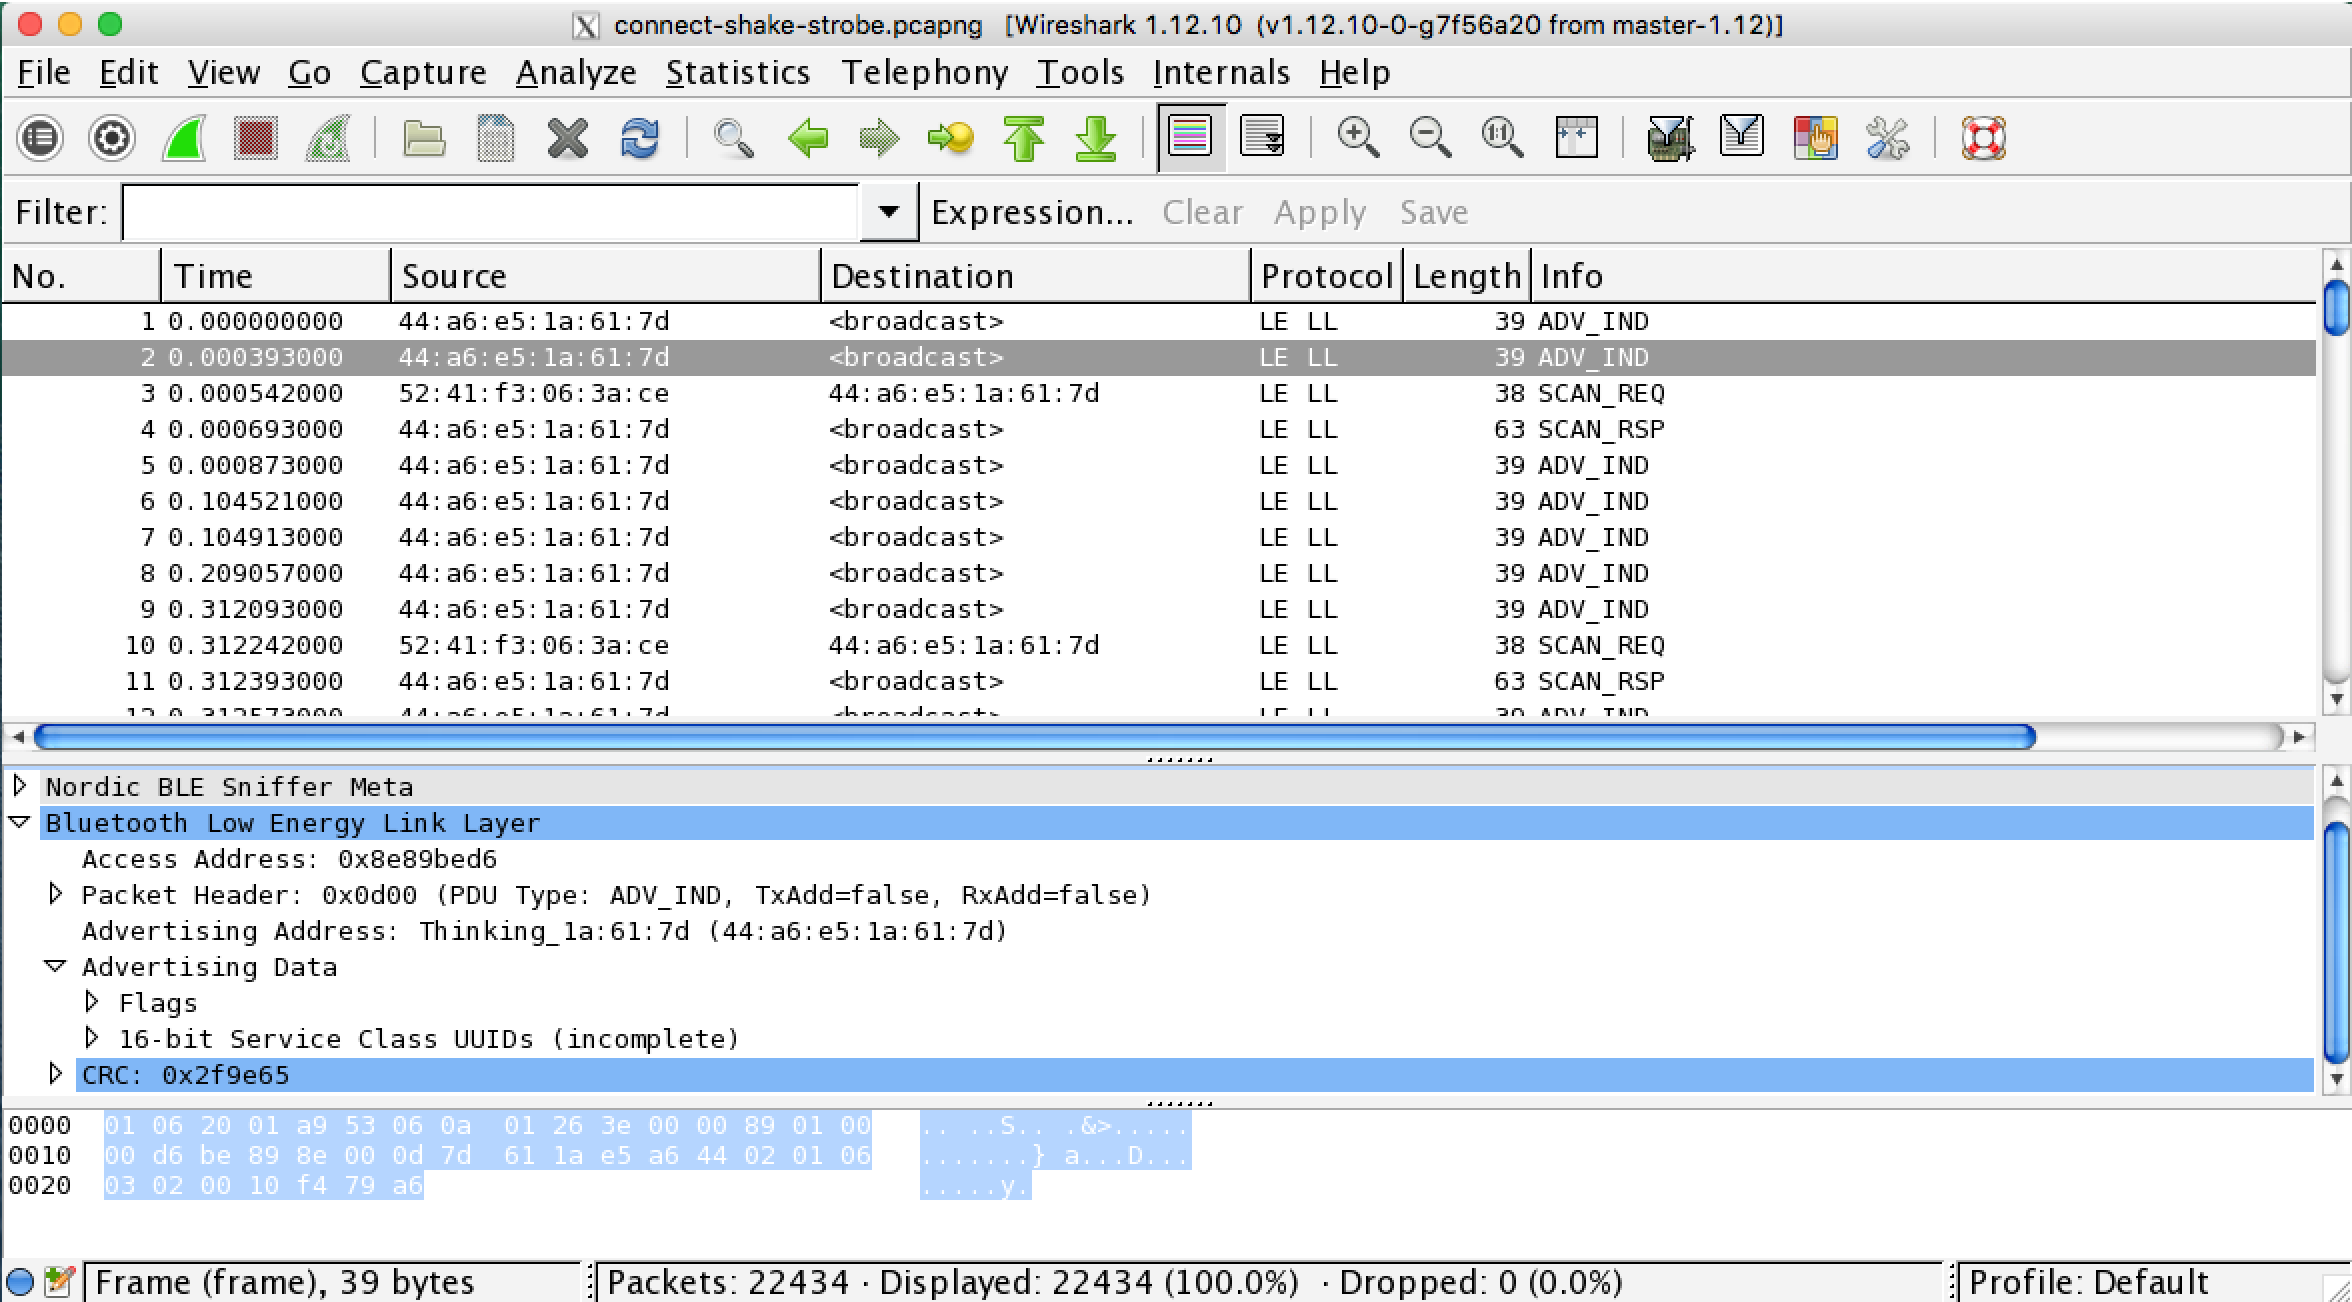 connect-shake-strobe.pcapng [Wireshark 1.12.10 (v1.12.10-0-g7f56a20 from master-1.12)]
File Edit View Go Capture Analyze Statistics Telephony Tools Internals Help
Filter: Expression... Clear Apply Save
No. Time Source Destination Protocol Length Info
1 0.000000000 44:a6:e5:1a:61:7d <broadcast> LE LL 39 ADV_IND
2 0.000393000 44:a6:e5:1a:61:7d <broadcast> LE LL 39 ADV_IND
3 0.000542000 52:41:f3:06:3a:ce 44:a6:e5:1a:61:7d LE LL 38 SCAN_REQ
4 0.000693000 44:a6:e5:1a:61:7d <broadcast> LE LL 63 SCAN_RSP
5 0.000873000 44:a6:e5:1a:61:7d <broadcast> LE LL 39 ADV_IND
6 0.104521000 44:a6:e5:1a:61:7d <broadcast> LE LL 39 ADV_IND
7 0.104913000 44:a6:e5:1a:61:7d <broadcast> LE LL 39 ADV_IND
8 0.209057000 44:a6:e5:1a:61:7d <broadcast> LE LL 39 ADV_IND
9 0.312093000 44:a6:e5:1a:61:7d <broadcast> LE LL 39 ADV_IND
10 0.312242000 52:41:f3:06:3a:ce 44:a6:e5:1a:61:7d LE LL 38 SCAN_REQ
11 0.312393000 44:a6:e5:1a:61:7d <broadcast> LE LL 63 SCAN_RSP
12 0.312573000 44:a6:e5:1a:61:7d <broadcast> LE LL 39 ADV_IND
Nordic BLE Sniffer Meta
Bluetooth Low Energy Link Layer
Access Address: 0x8e89bed6
Packet Header: 0x0d00 (PDU Type: ADV_IND, TxAdd=false, RxAdd=false)
Advertising Address: Thinking_1a:61:7d (44:a6:e5:1a:61:7d)
Advertising Data
Flags
16-bit Service Class UUIDs (incomplete)
CRC: 0x2f9e65
0000 01 06 20 01 a9 53 06 0a 01 26 3e 00 00 89 01 00 .. ..S.. .&>.....
0010 00 d6 be 89 8e 00 0d 7d 61 1a e5 a6 44 02 01 06 .......} a...D...
0020 03 02 00 10 f4 79 a6 .....y.
Frame (frame), 39 bytes Packets: 22434 · Displayed: 22434 (100.0%) · Dropped: 0 (0.0%) Profile: Default